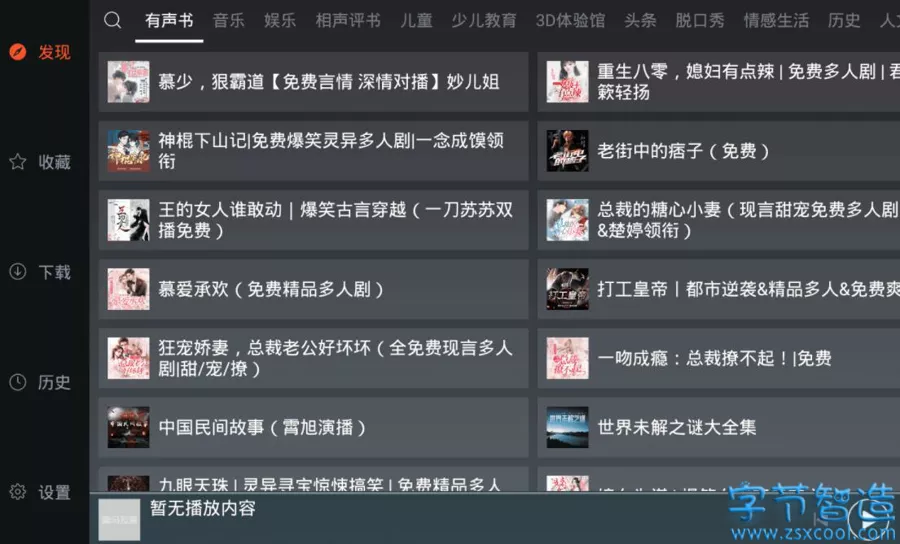 有声书 音乐 娱乐 相声评书 儿童 少儿教育 3D体验馆 头条 脱口秀 情感生活 历史
发现
收藏
下载
历史
设置
慕少，狠霸道【免费言情 深情对播】妙儿姐
重生八零，媳妇有点辣 | 免费多人剧 | 君
簌轻扬
神棍下山记|免费爆笑灵异多人剧|一念成馍领
衔
老街中的痞子（免费）
王的女人谁敢动 | 爆笑古言穿越（一刀苏苏双
播免费）
总裁的糖心小妻（现言甜宠免费多人剧
&楚婷领衔）
慕爱承欢（免费精品多人剧）
打工皇帝丨都市逆袭&精品多人&免费爽
狂宠娇妻，总裁老公好坏坏（全免费现言多人
剧|甜/宠/撩）
一吻成瘾：总裁撩不起！|免费
中国民间故事（霄旭演播）
世界未解之谜大全集
九眼天珠 | 灵异寻宝惊悚搞笑 | 免费精品多人
暂无播放内容
字节智造
www.zsxcool.com